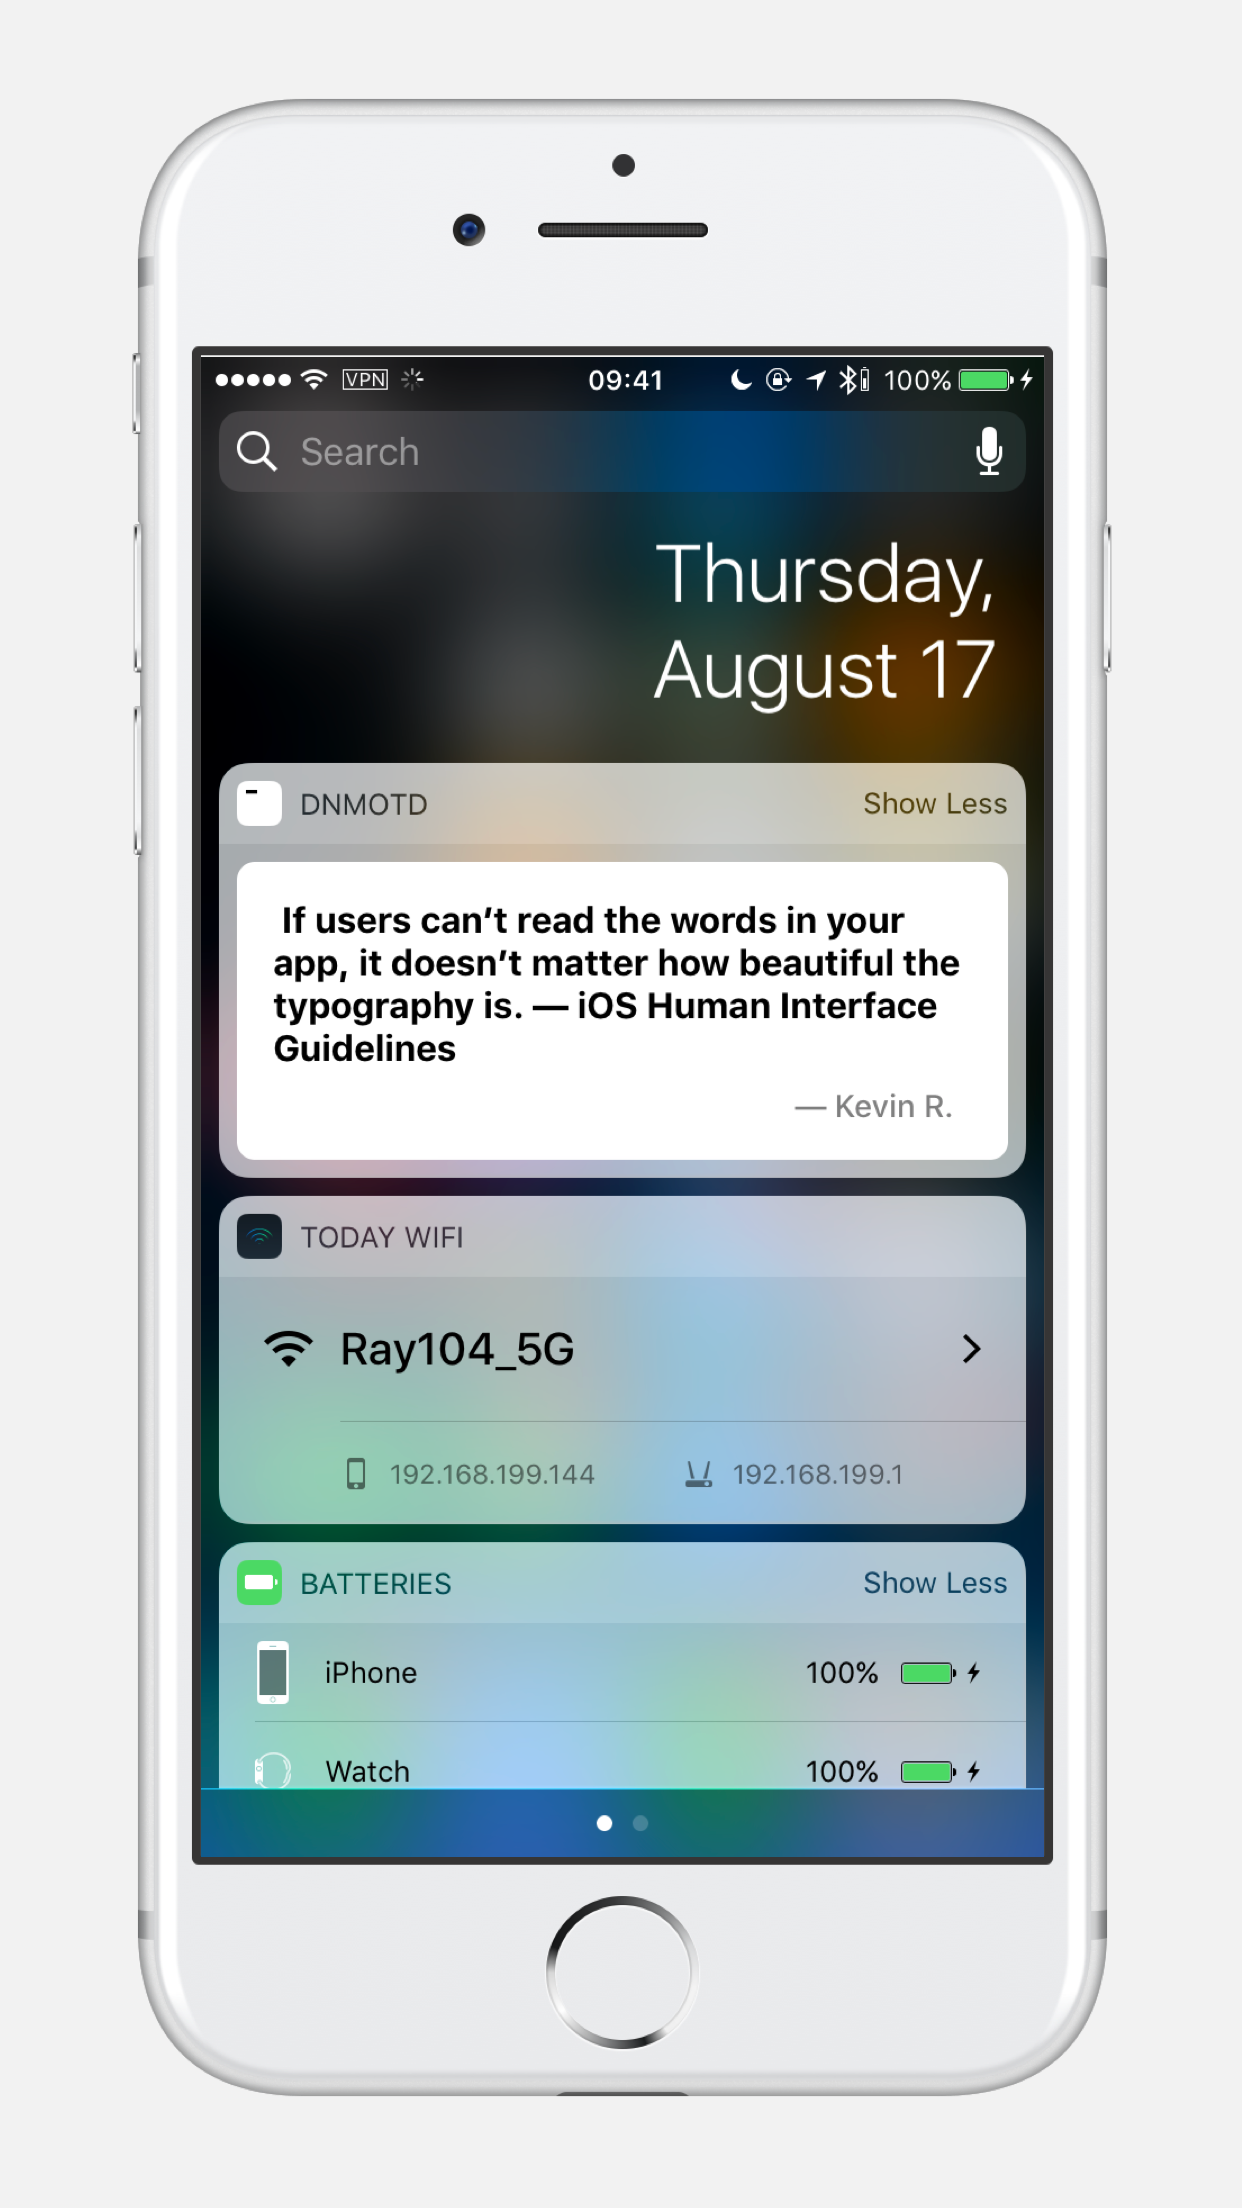 VPN 09:41 100%
Search
Thursday,
August 17
DNMOTD Show Less
If users can’t read the words in your
app, it doesn’t matter how beautiful the
typography is. — iOS Human Interface
Guidelines
— Kevin R.
TODAY WIFI
Ray104_5G
192.168.199.144 192.168.199.1
BATTERIES Show Less
iPhone 100%
Watch 100%